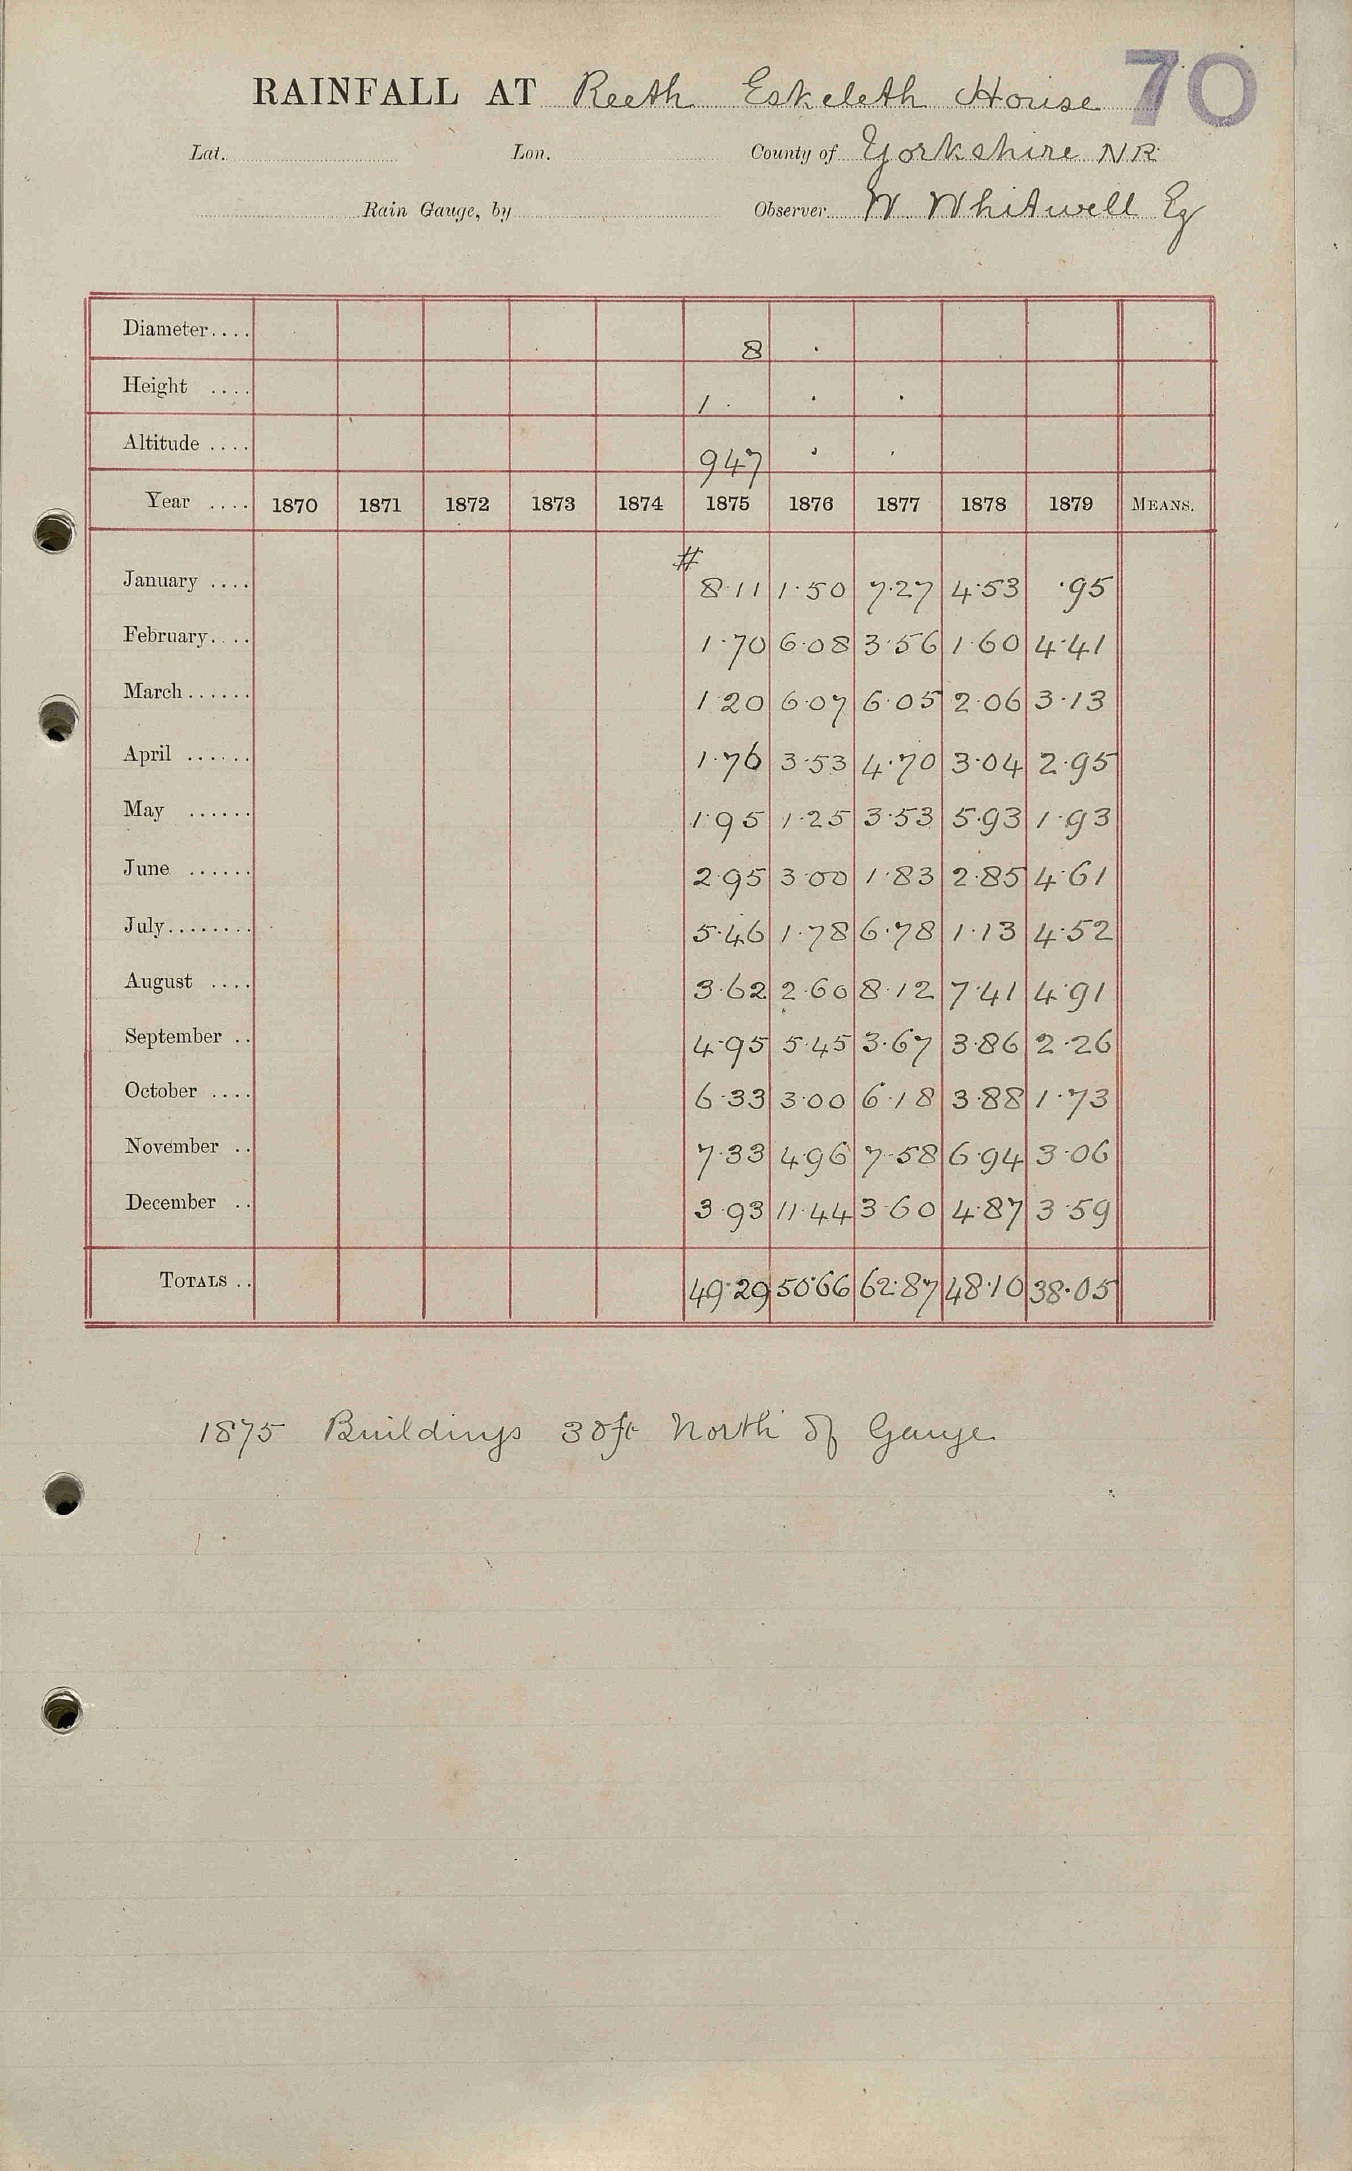 70
RAINFALL AT Reeth Eskeleth House
Lat. Lon. County of Yorkshire NR
Rain Gauge, by Observer W. Whitwell Eq
Diameter.... 8
Height .... 1
Altitude .... 947
Year .... 1870 1871 1872 1873 1874 1875 1876 1877 1878 1879 MEANS.
#
January .... 8.11 1.50 7.27 4.53 .95
February.... 1.70 6.08 3.56 1.60 4.41
March...... 1.20 6.07 6.05 2.06 3.13
April ...... 1.76 3.53 4.70 3.04 2.95
May ...... 1.95 1.25 3.53 5.93 1.93
June ...... 2.95 3.00 1.83 2.85 4.61
July........ 5.46 1.78 6.78 1.13 4.52
August .... 3.62 2.60 8.12 7.41 4.91
September .. 4.95 5.45 3.67 3.86 2.26
October .... 6.33 3.00 6.18 3.88 1.73
November .. 7.33 4.96 7.58 6.94 3.06
December .. 3.93 11.44 3.60 4.87 3.59
TOTALS .. 49.29 50.66 62.87 48.10 38.05
1875 Buildings 30ft North of Gauge